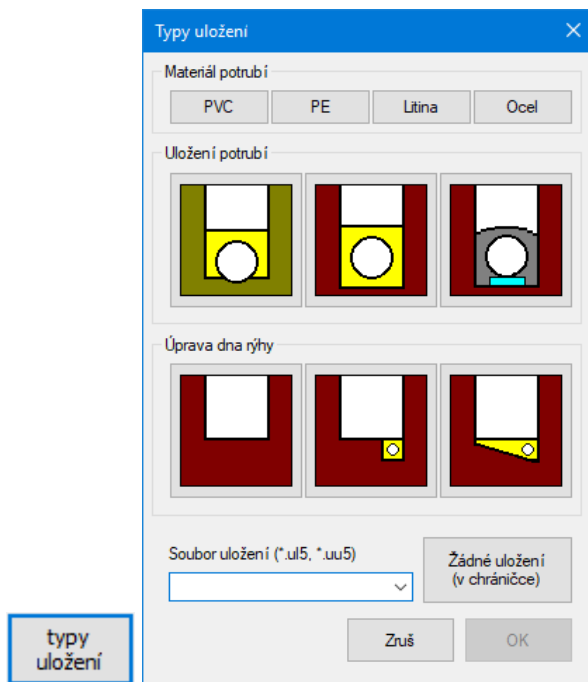 Typy uložení
Materiál potrubí
PVC PE Litina Ocel
Uložení potrubí
Úprava dna rýhy
Soubor uložení (*.ul5, *.uu5)
Žádné uložení
(v chráničce)
Zruš OK
typy
uložení